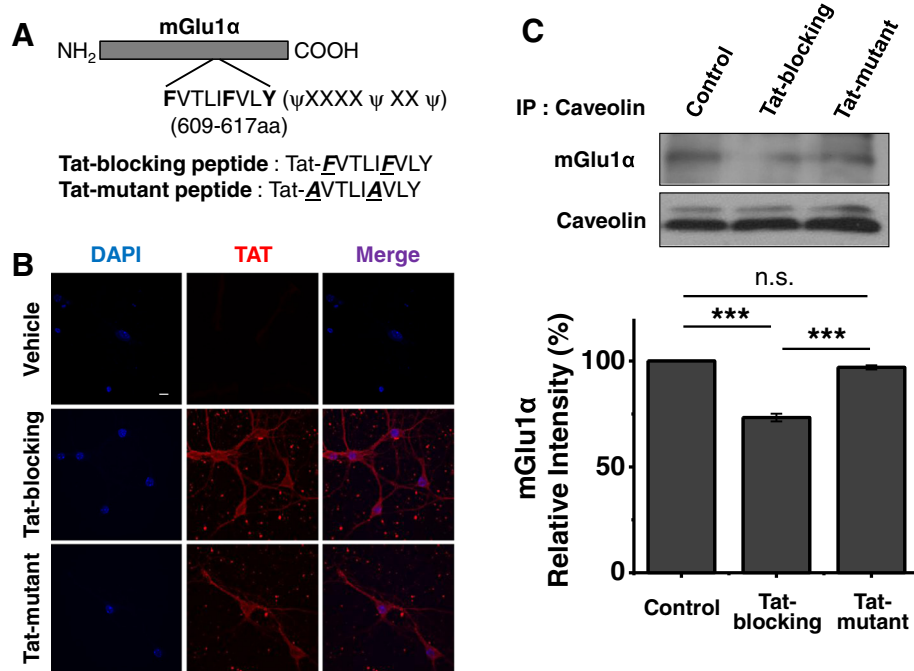 A
mGlu1α
NH2 COOH
FVTLIFVLY (ψXXXX ψ XX ψ)
(609-617aa)
Tat-blocking peptide : Tat-FVTLIFVLY
Tat-mutant peptide : Tat-AVTLIAVLY
B
DAPI TAT Merge
Vehicle
Tat-blocking
Tat-mutant
C
Control Tat-blocking Tat-mutant
IP : Caveolin
mGlu1α
Caveolin
n.s.
*** ***
mGlu1α
Relative Intensity (%)
100
50
0
Control Tat-blocking Tat-mutant